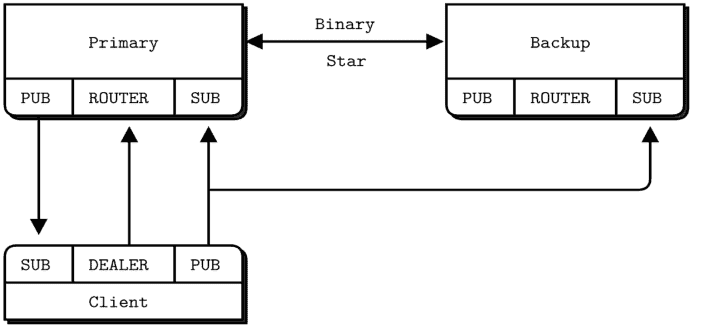 Binary
Primary
Backup
Star
PUB ROUTER SUB
PUB ROUTER SUB
SUB DEALER PUB
Client